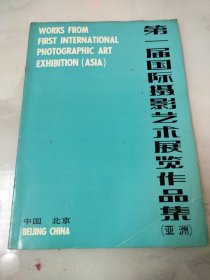 WORKS FROM
FIRST INTERNATIONAL
PHOTOGRAPHIC ART
EXHIBITION (ASIA)
第一届国际摄影艺术展览作品集
(亚洲)
中国 北京
BEIJING CHINA